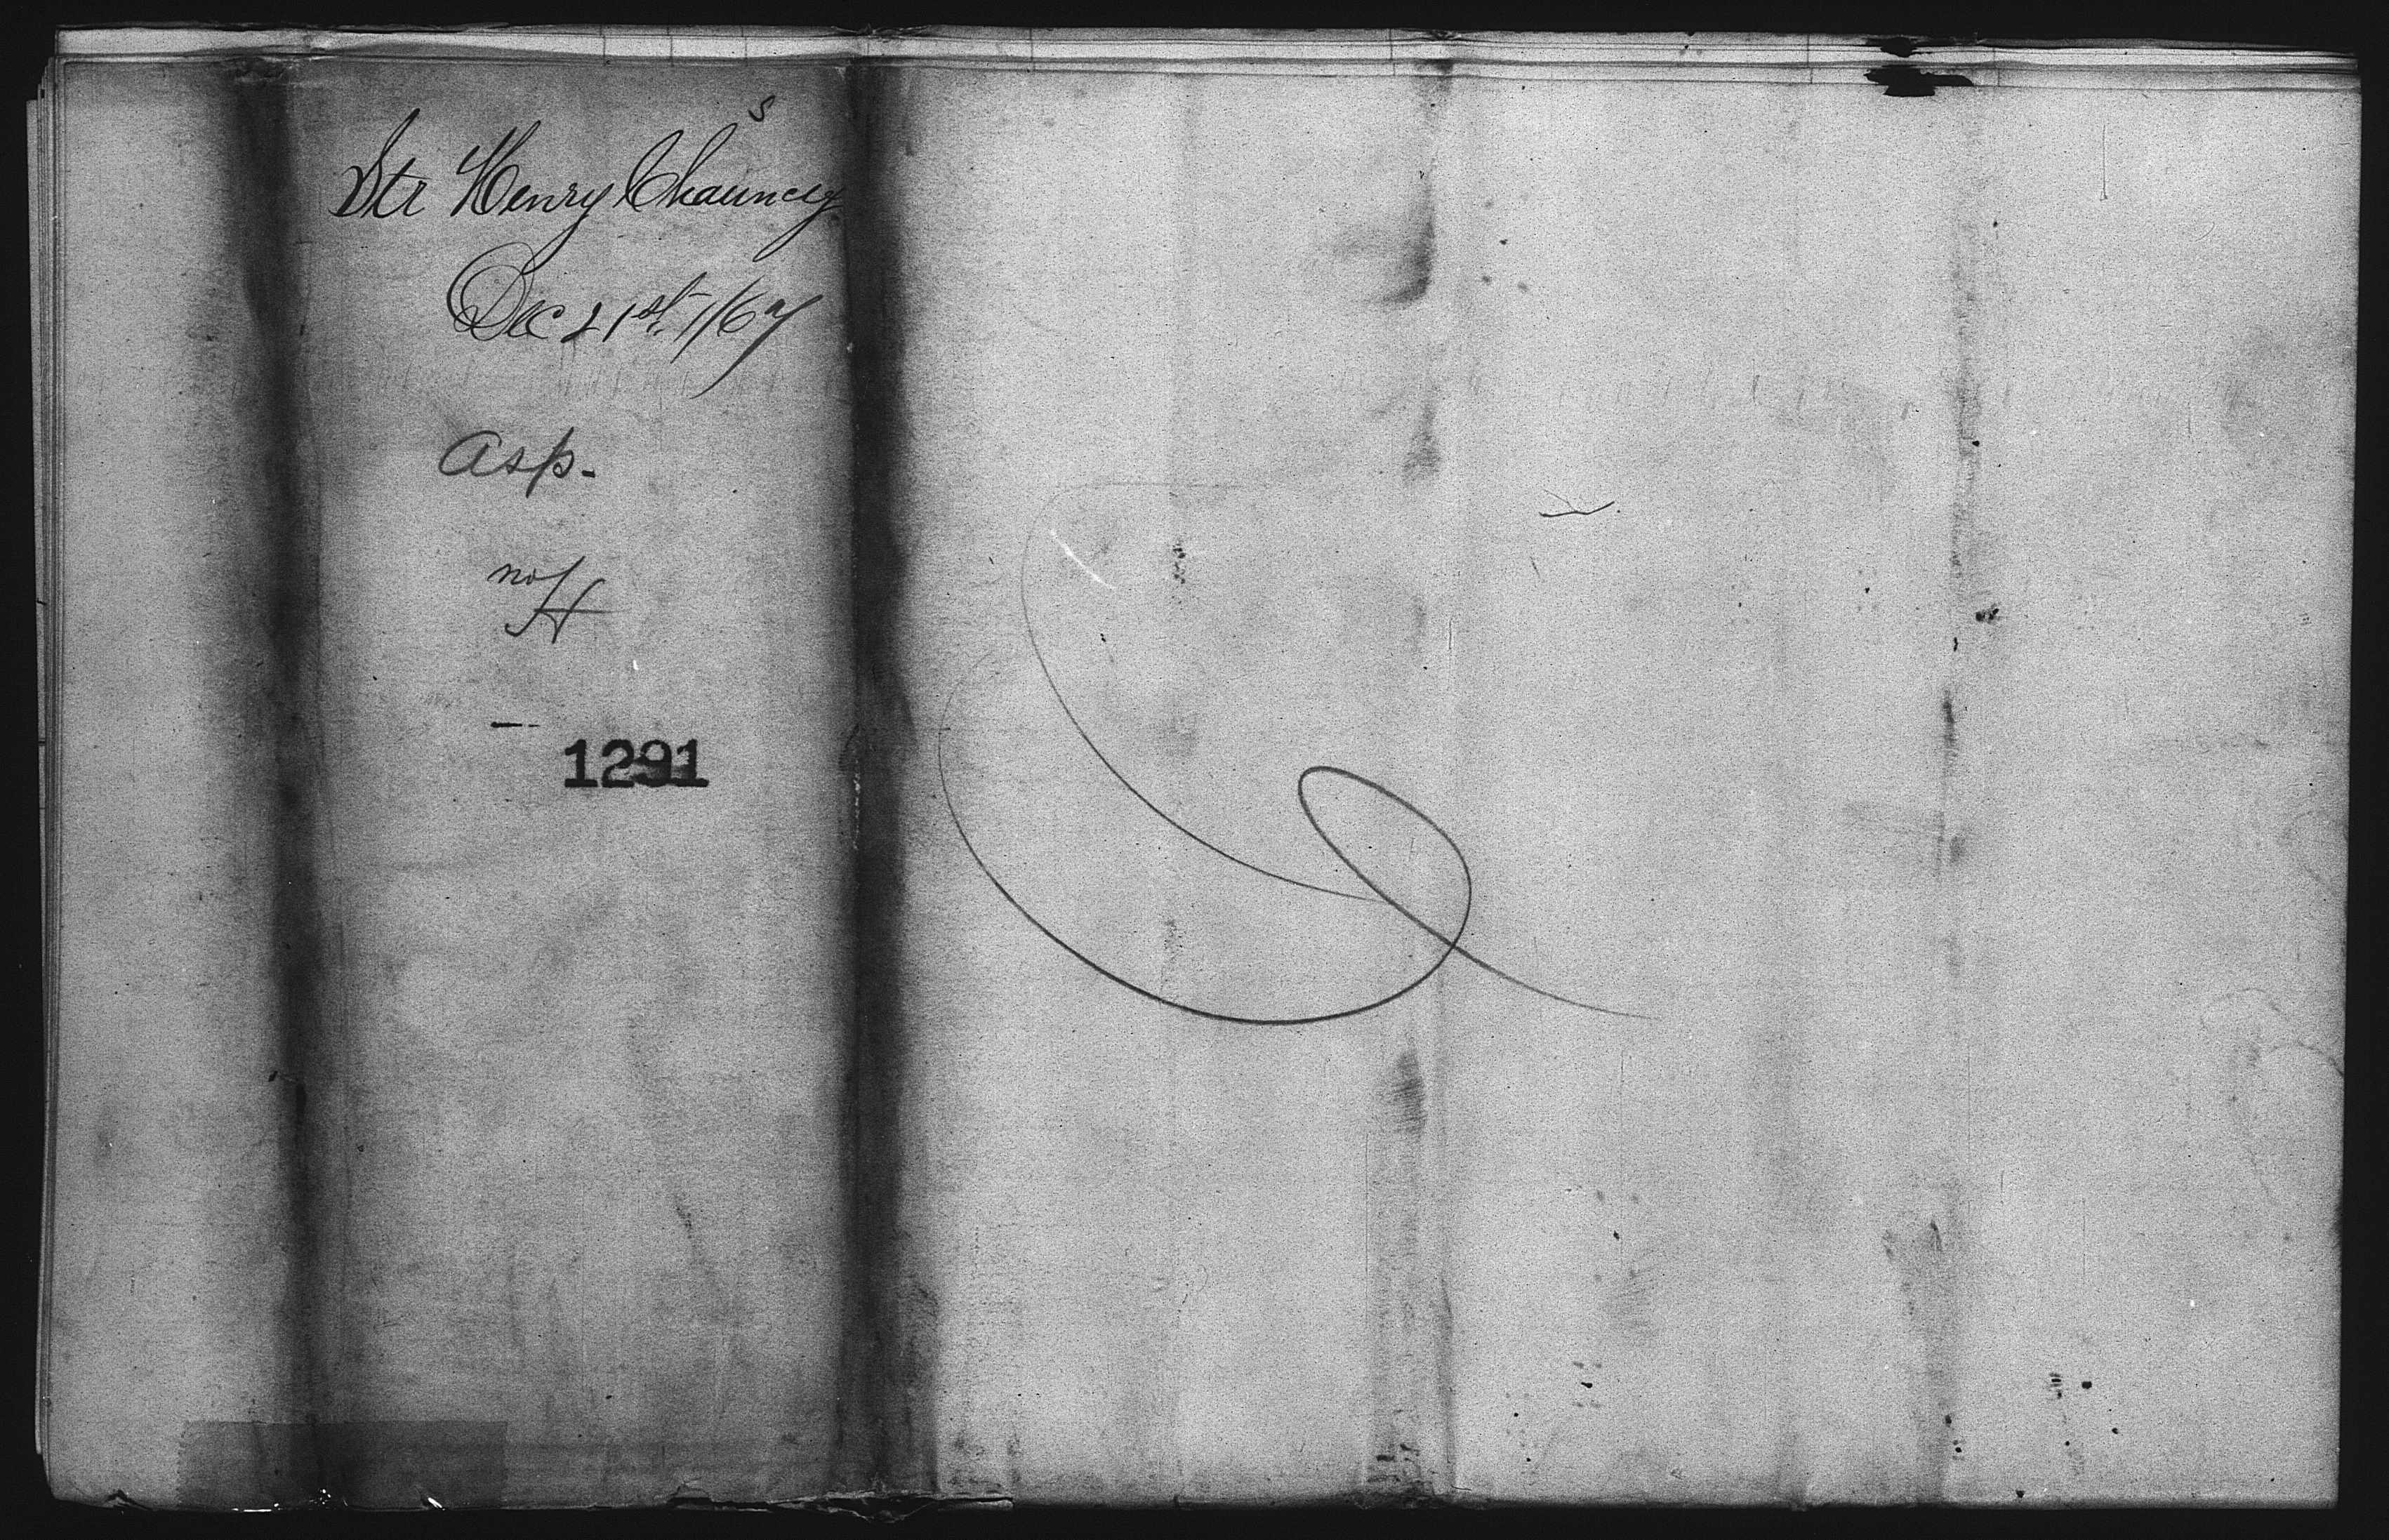 s
Str Henry Chauncey
Dec 21st /67
Asp.
no H
1291